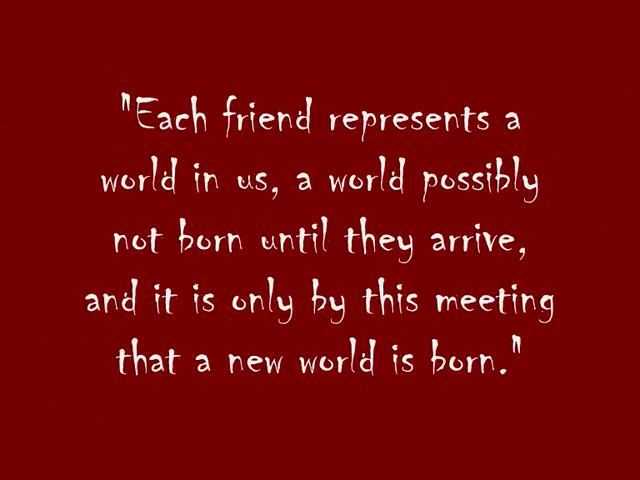 "Each friend represents a
world in us, a world possibly
not born until they arrive,
and it is only by this meeting
that a new world is born."